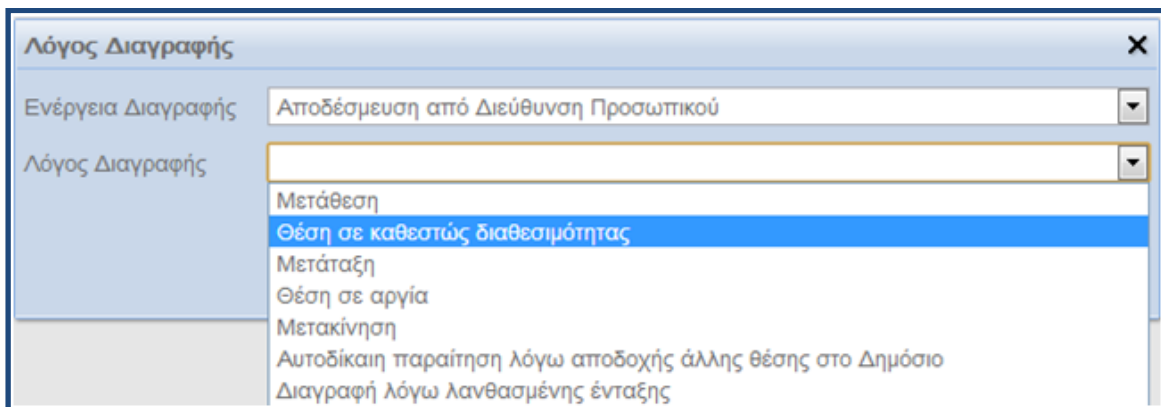 Λόγος Διαγραφής
Ενέργεια Διαγραφής Αποδέσμευση από Διεύθυνση Προσωπικού
Λόγος Διαγραφής
Μετάθεση
Θέση σε καθεστώς διαθεσιμότητας
Μετάταξη
Θέση σε αργία
Μετακίνηση
Αυτοδίκαιη παραίτηση λόγω αποδοχής άλλης θέσης στο Δημόσιο
Διαγραφή λόγω λανθασμένης ένταξης